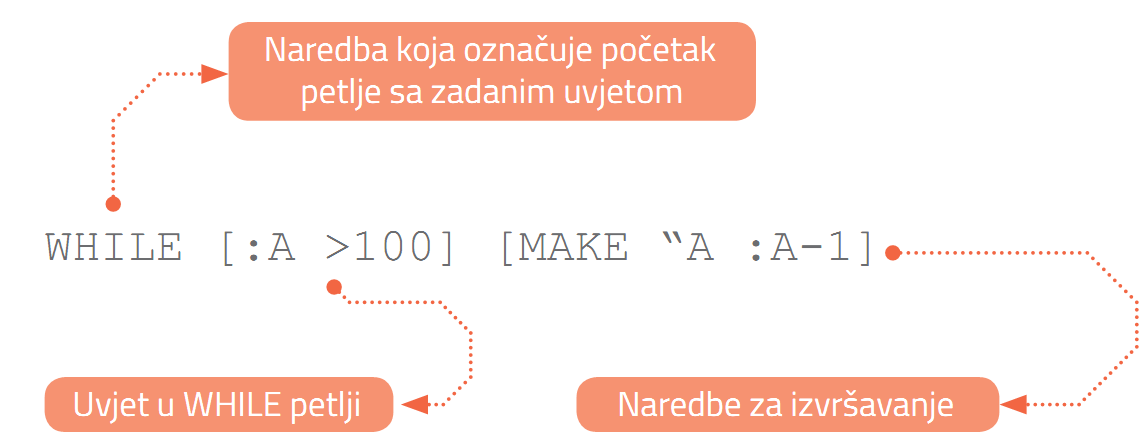 Naredba koja označuje početak
petlje sa zadanim uvjetom
WHILE [:A >100] [MAKE “A :A-1]
Uvjet u WHILE petlji
Naredbe za izvršavanje